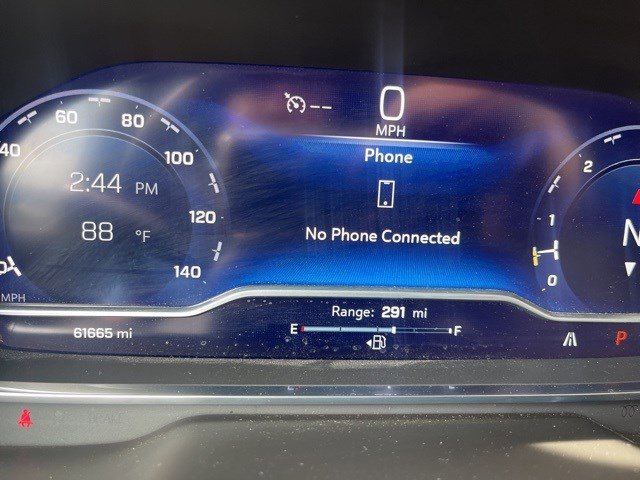 0
MPH
60
80
40
100
120
140
2:44 PM
88 °F
MPH
Phone
No Phone Connected
2
1
0
N
Range: 291 mi
E
F
61665 mi
P